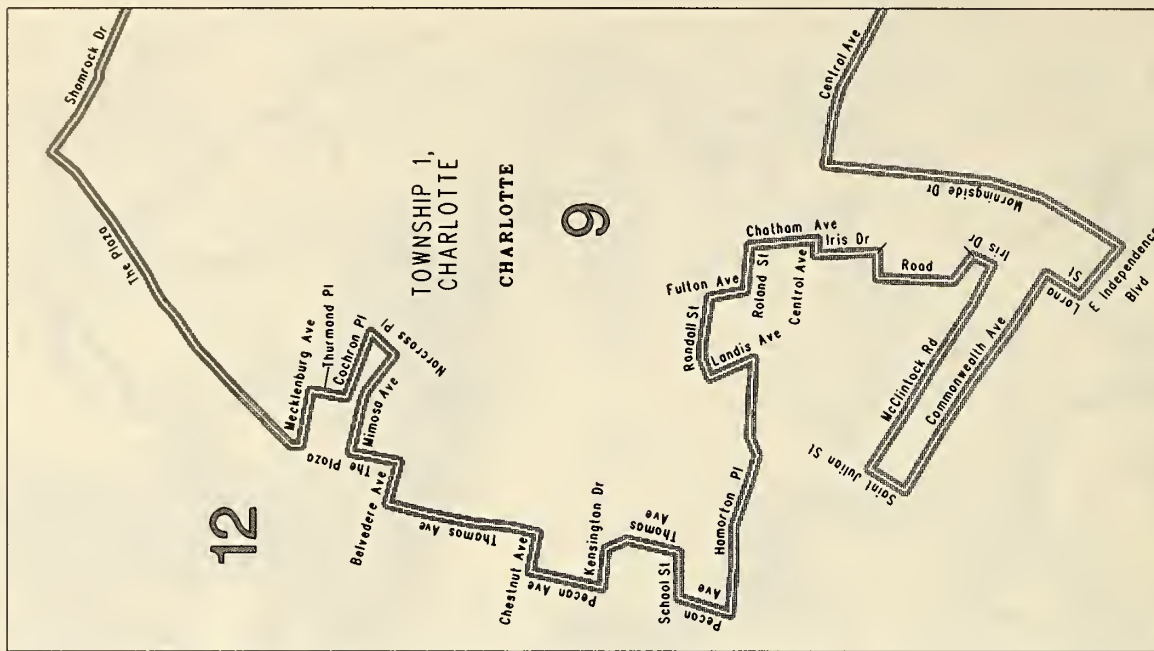 Shamrock Dr
The Plaza
Mecklenburg Ave
Thurmond Pl
Cochran Pl
Norcross Pl
Mimosa Ave
The Plaza
Belvedere Ave
Thomas Ave
Chestnut Ave
Pecan Ave
Kensington Dr
Thomas
Ave
School St
Pecan
Ave
Hamorton Pl
Landis Ave
Randall St
Fulton Ave
Roland St
Chatham Ave
Central Ave
Iris Dr
Road
Iris Dr
McClintock Rd
Saint Julian St
Commonwealth Ave
Lorna
St
E Independence
Blvd
Morningside Dr
Central Ave
TOWNSHIP 1,
CHARLOTTE
CHARLOTTE
9
12